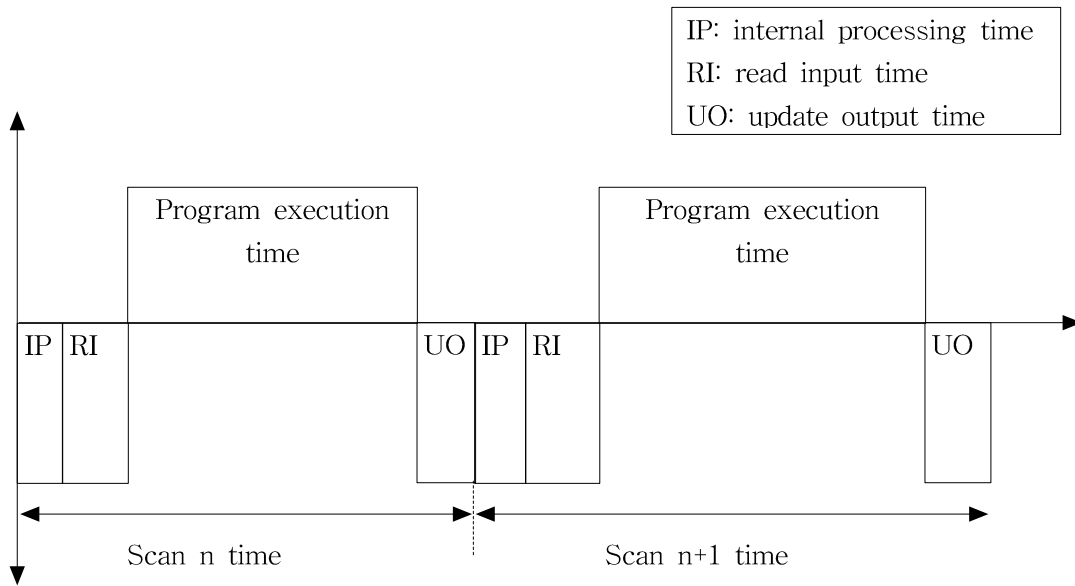 IP: internal processing time
RI: read input time
UO: update output time
Program execution
time
Program execution
time
IP RI UO IP RI UO
Scan n time
Scan n+1 time